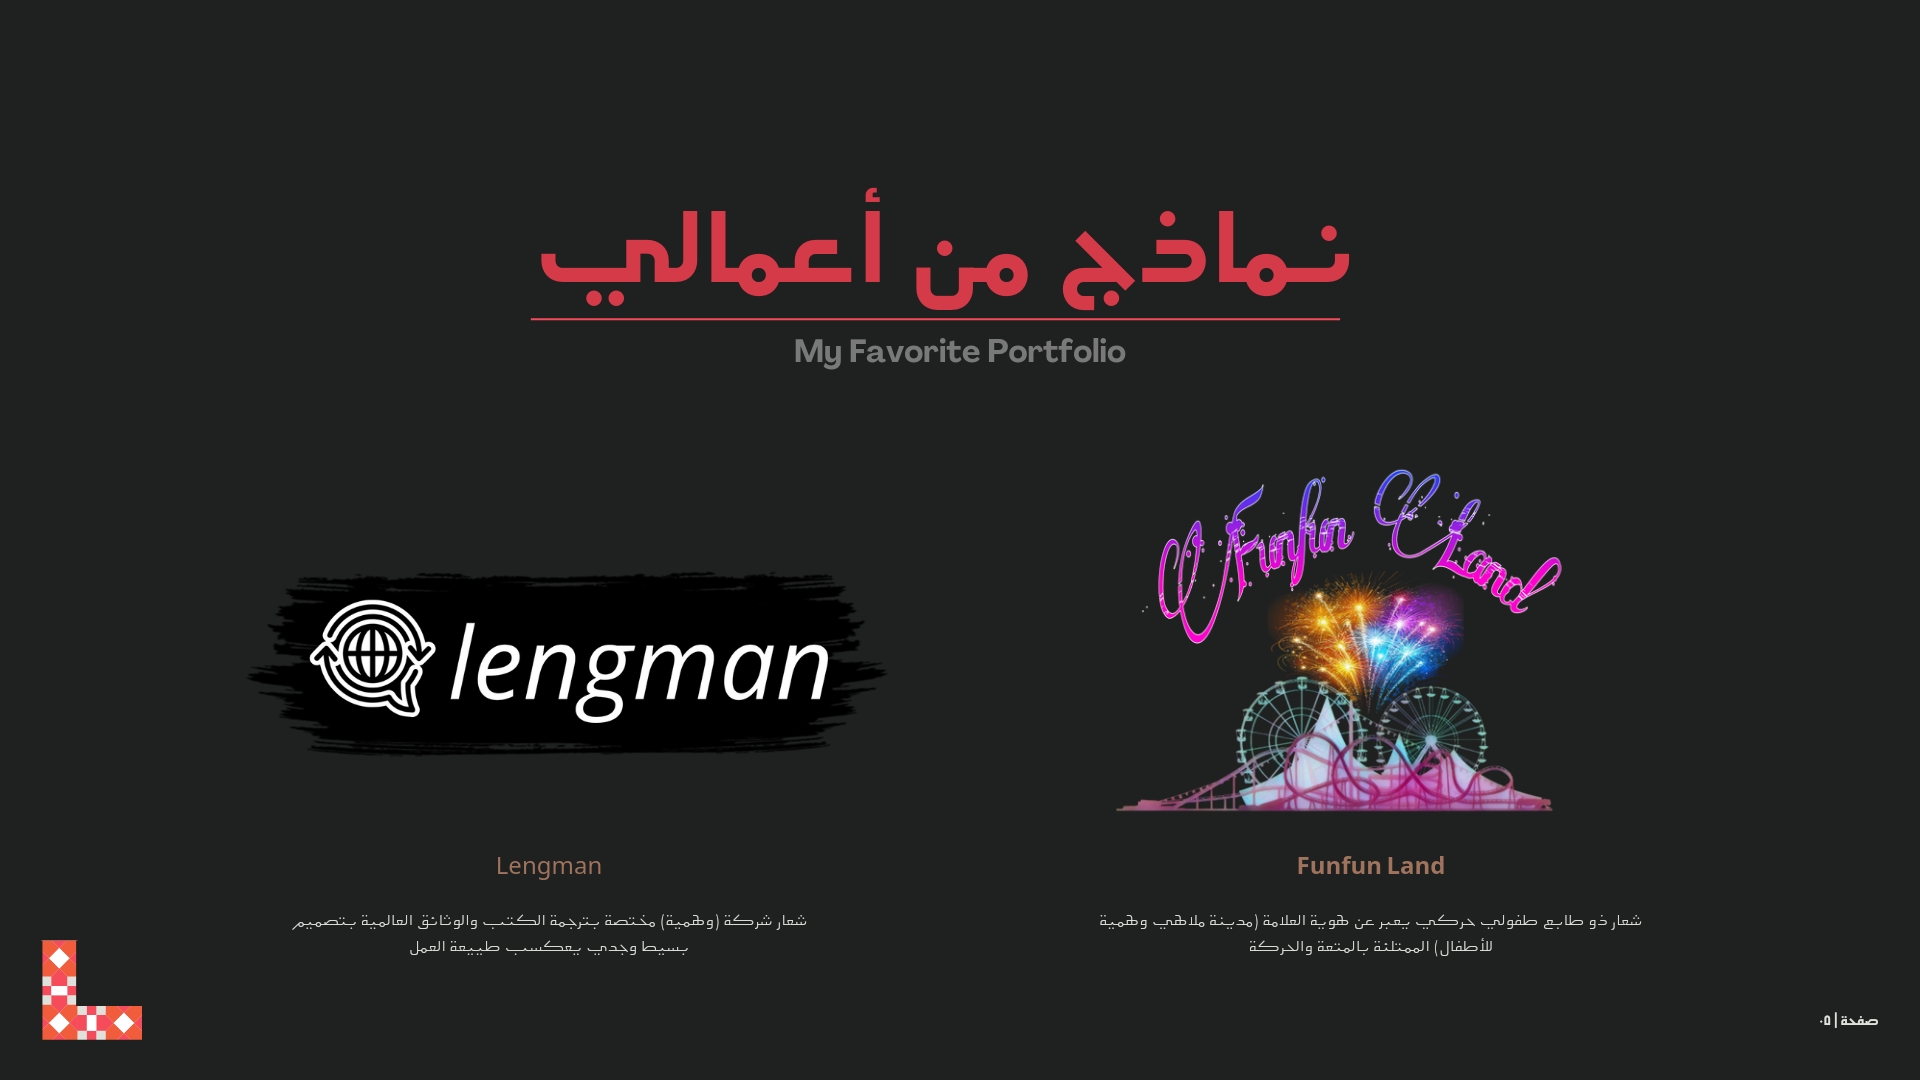 نماذج من أعمالي
My Favorite Portfolio
Funfun Land
lengman
Funfun Land
شعار ذو طابع طفولي حركي يعبر عن هوية العلامة (مدينة ملاهي وهمية
للأطفال) الممتلئة بالمتعة والحركة
Lengman
شعار شركة (وهمية) مختصة بترجمة الكتب والوثائق العالمية بتصميم
بسيط وجدي يعكسب طبيعة العمل
صفحة | ٠٥